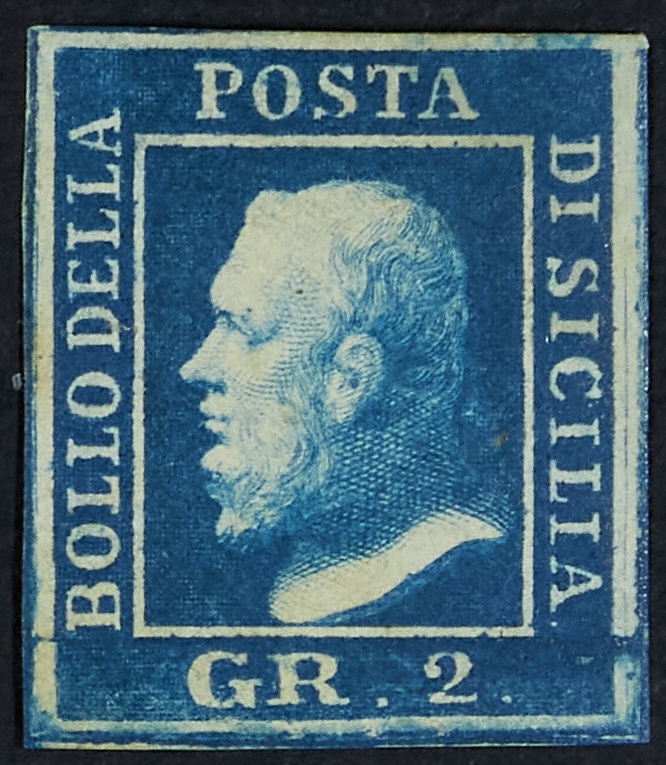 BOLLO DELLA
POSTA
DI SICILIA
GR. 2.